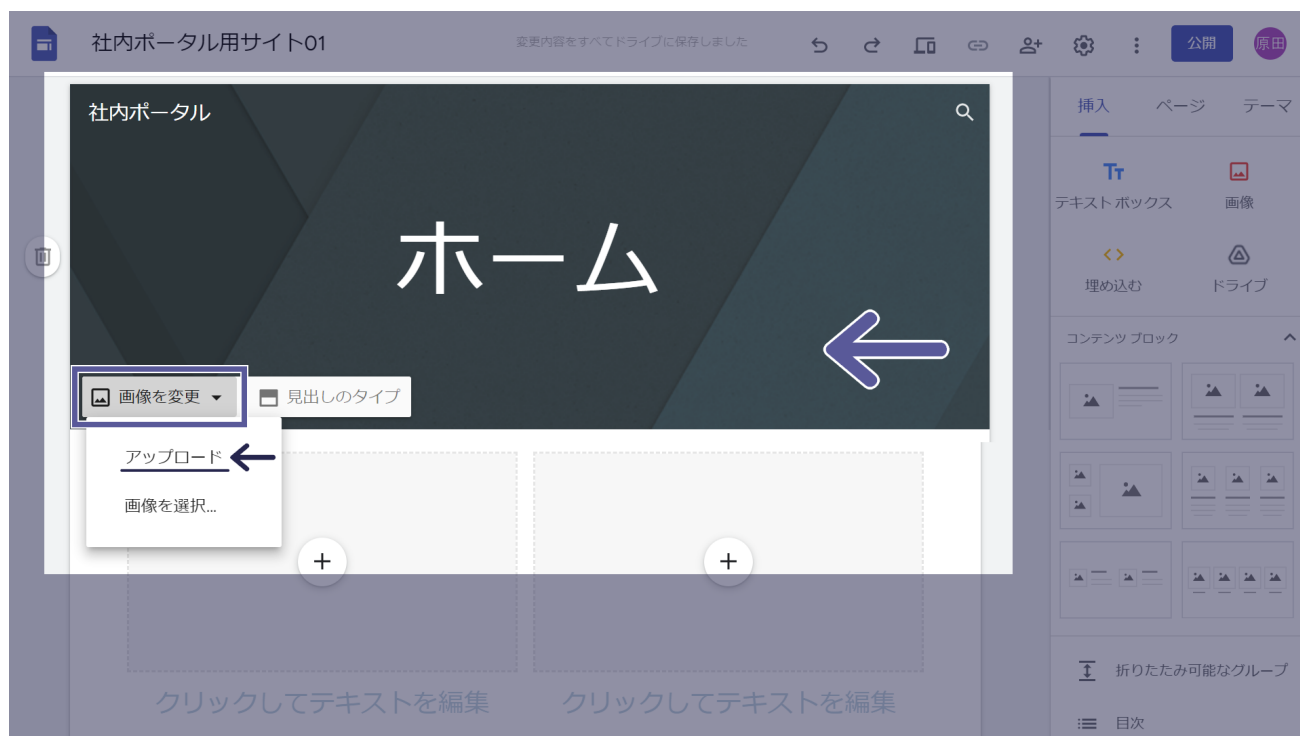 社内ポータル用サイト01
変更内容をすべてドライブに保存しました
公開
原田
社内ポータル
ホーム
画像を変更
見出しのタイプ
アップロード
画像を選択...
クリックしてテキストを編集
クリックしてテキストを編集
挿入
ページ
テーマ
Tт
テキスト ボックス
画像
埋め込む
ドライブ
コンテンツ ブロック
折りたたみ可能なグループ
目次